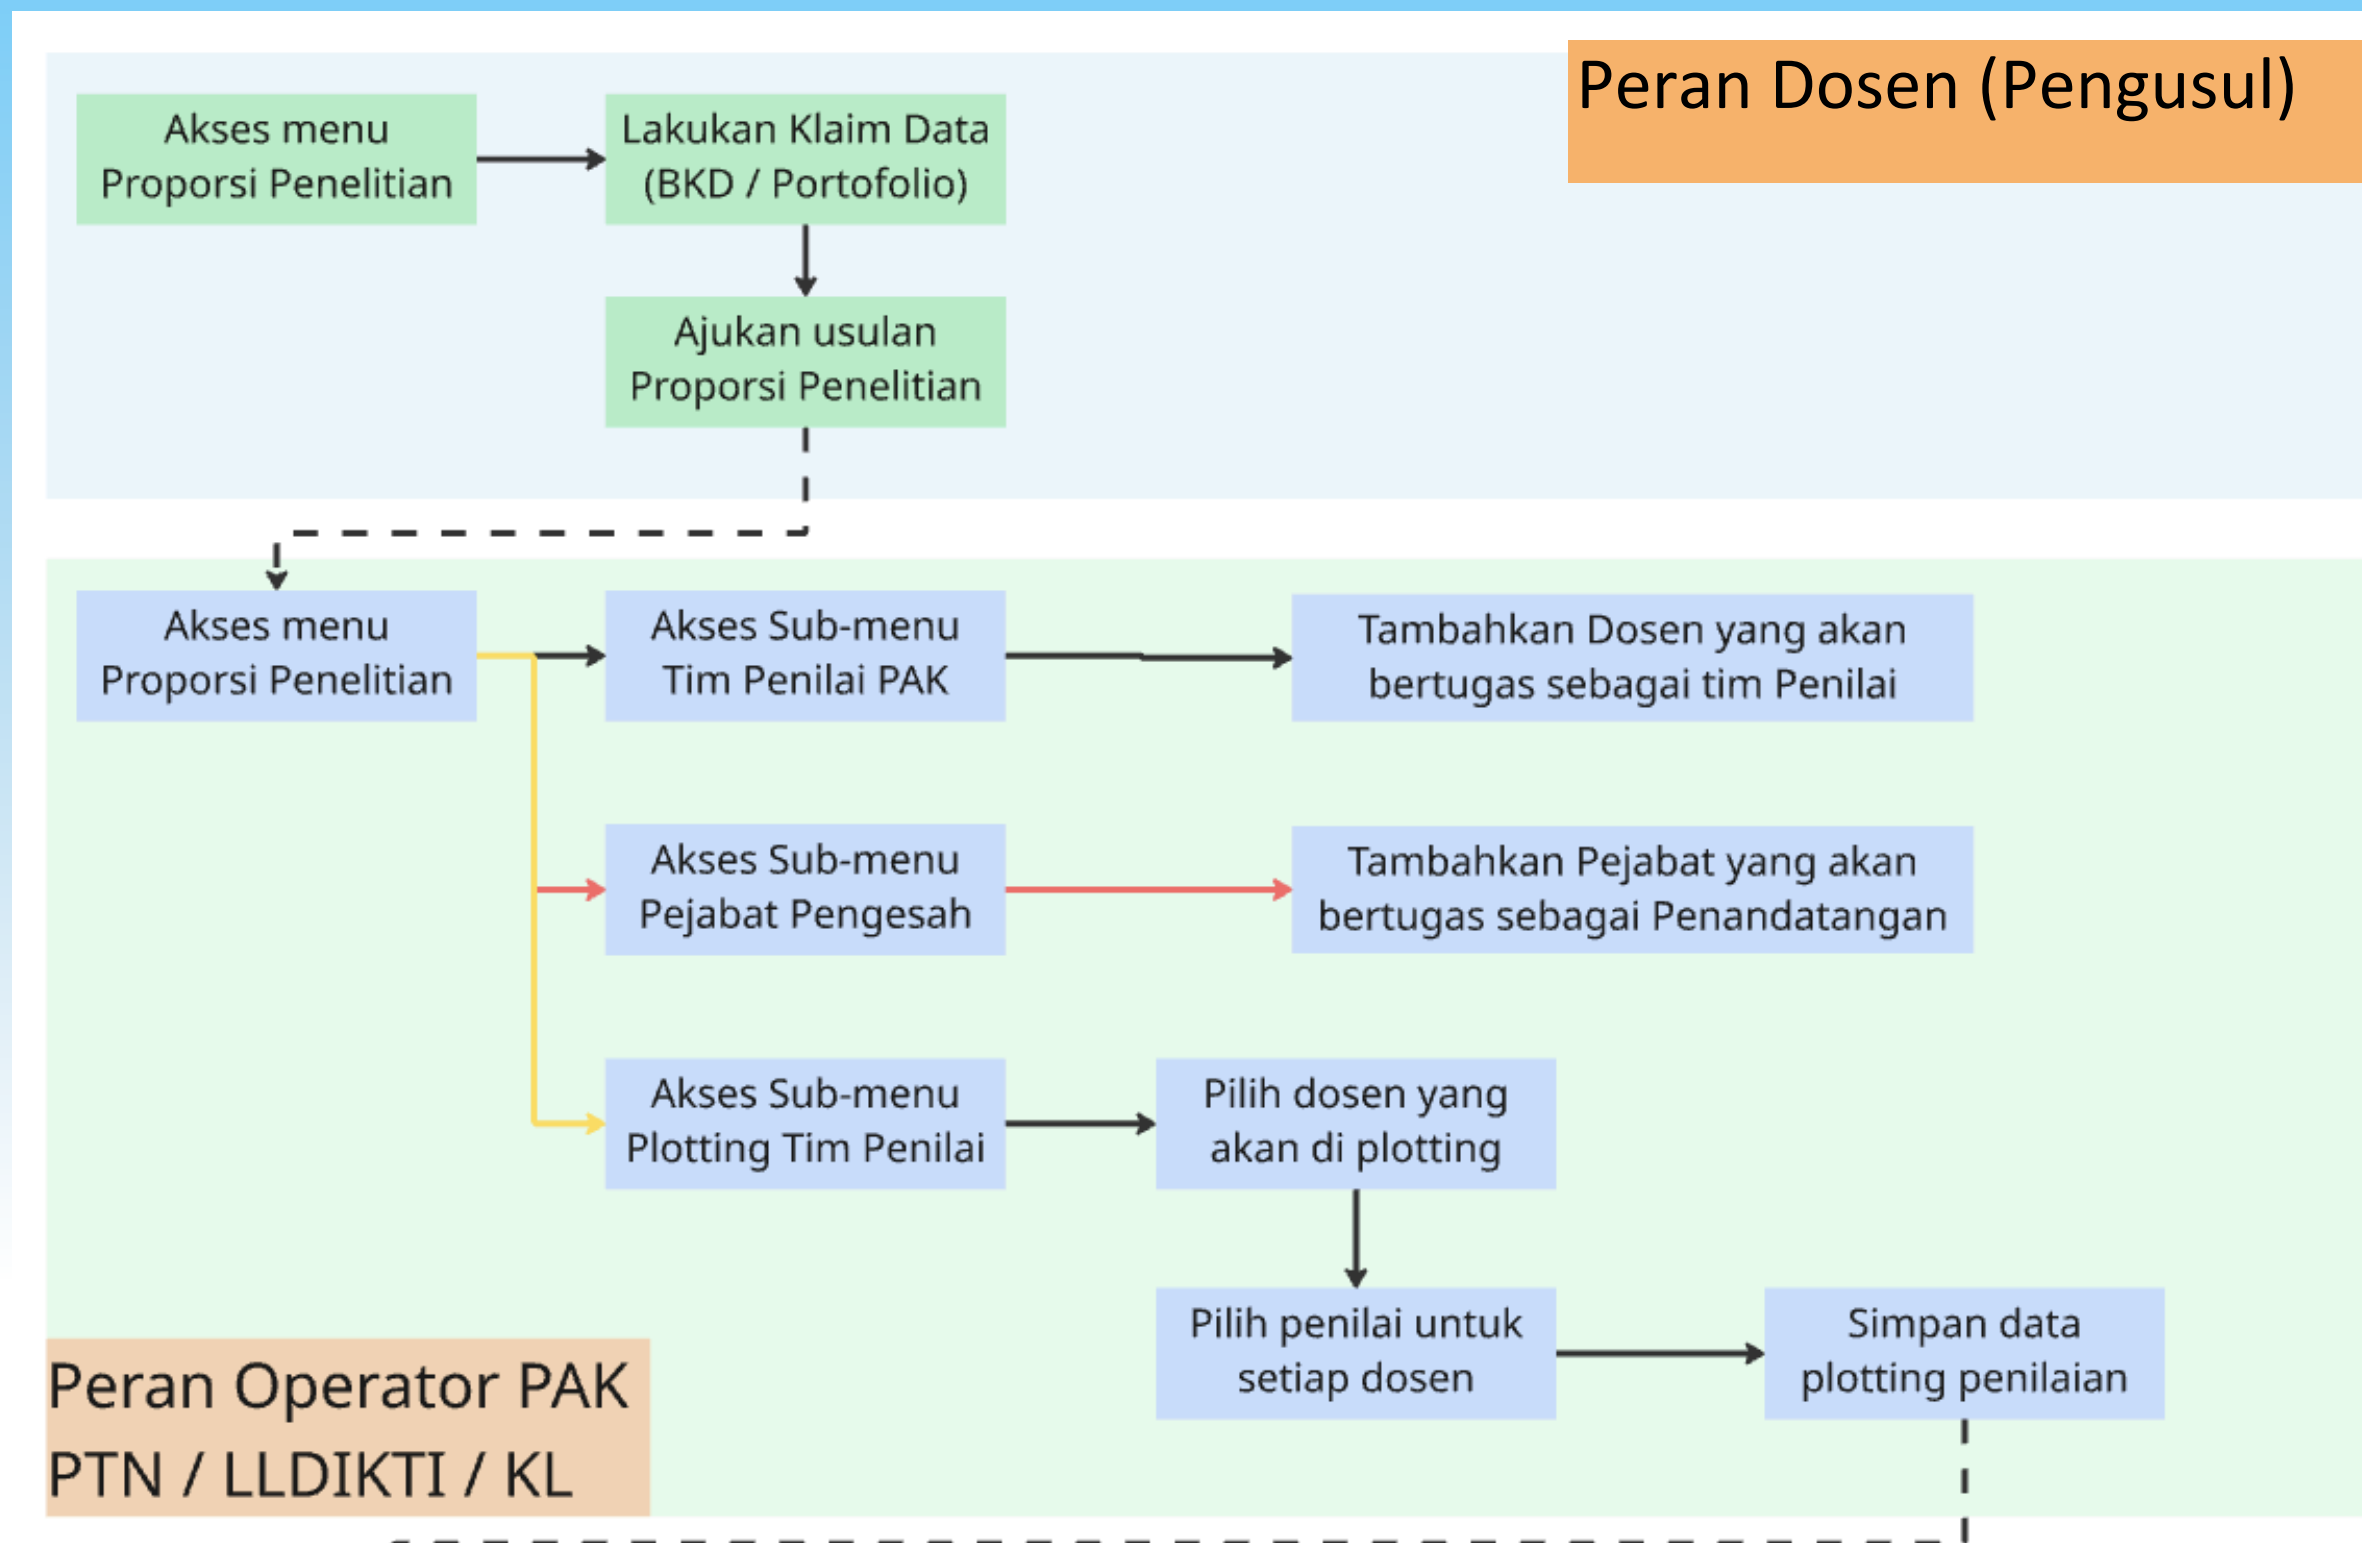 Peran Dosen (Pengusul)
Akses menu
Proporsi Penelitian
Lakukan Klaim Data
(BKD / Portofolio)
Ajukan usulan
Proporsi Penelitian
Akses menu
Proporsi Penelitian
Akses Sub-menu
Tim Penilai PAK
Tambahkan Dosen yang akan
bertugas sebagai tim Penilai
Akses Sub-menu
Pejabat Pengesah
Tambahkan Pejabat yang akan
bertugas sebagai Penandatangan
Akses Sub-menu
Plotting Tim Penilai
Pilih dosen yang
akan di plotting
Pilih penilai untuk
setiap dosen
Simpan data
plotting penilaian
Peran Operator PAK
PTN / LLDIKTI / KL